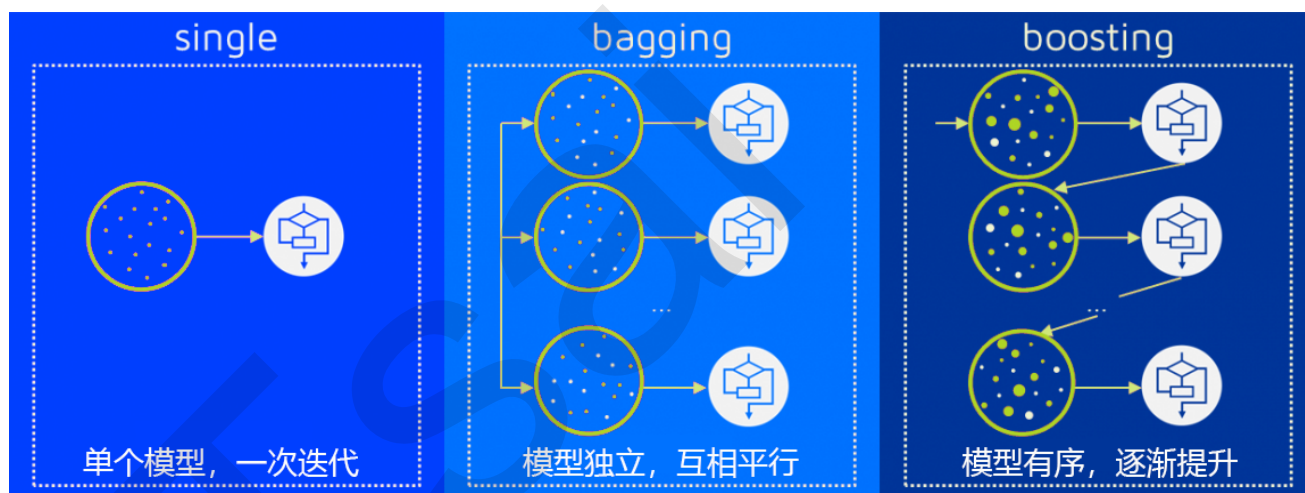 single
bagging
boosting
...
...
单个模型，一次迭代
模型独立，互相平行
模型有序，逐渐提升